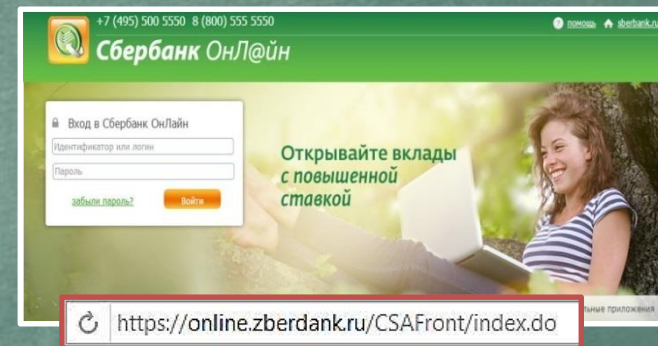 +7 (495) 500 5550 8 (800) 555 5550
помощь sberbank.ru
Сбербанк ОнЛ@йн
Вход в Сбербанк ОнЛайн
Идентификатор или логин
Пароль
забыли пароль? Войти
Открывайте вклады
с повышенной
ставкой
приложения
https://online.zberdank.ru/CSAFront/index.do